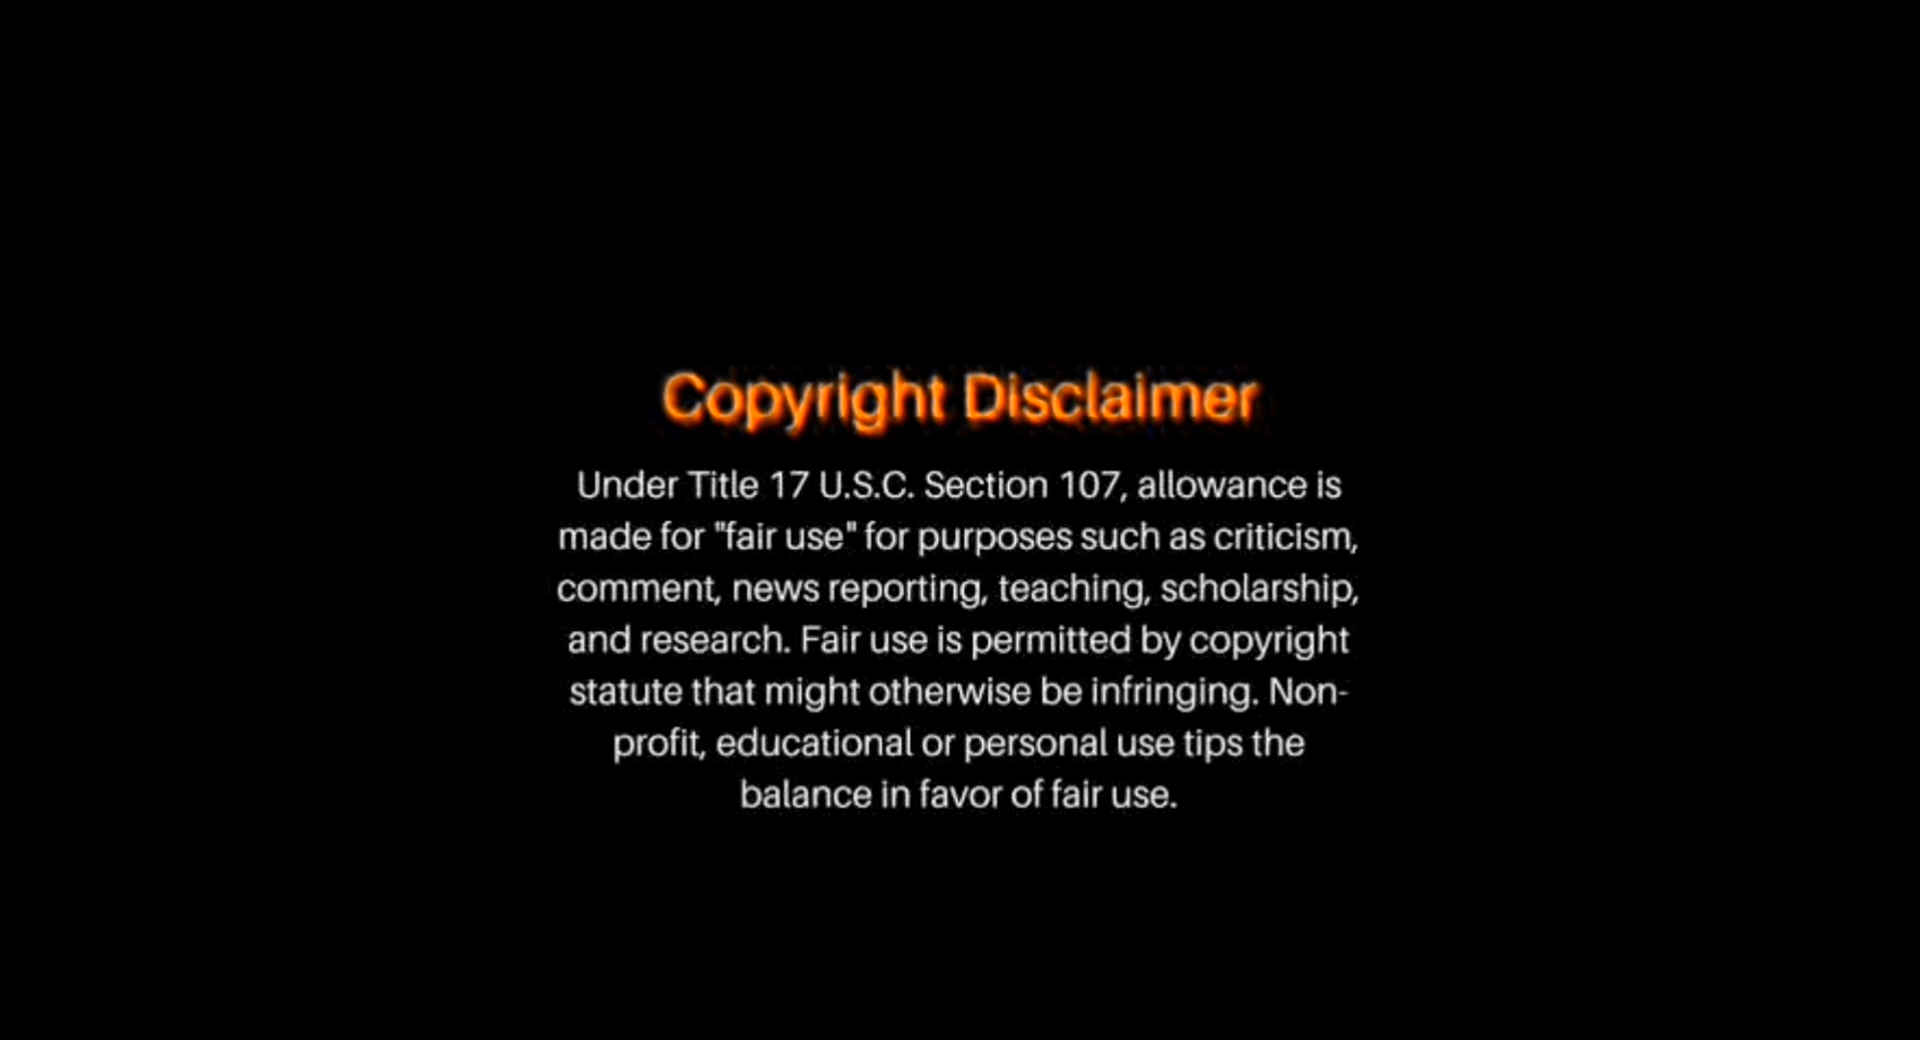 Copyright Disclaimer
Under Title 17 U.S.C. Section 107, allowance is
made for "fair use" for purposes such as criticism,
comment, news reporting, teaching, scholarship,
and research. Fair use is permitted by copyright
statute that might otherwise be infringing. Non-
profit, educational or personal use tips the
balance in favor of fair use.